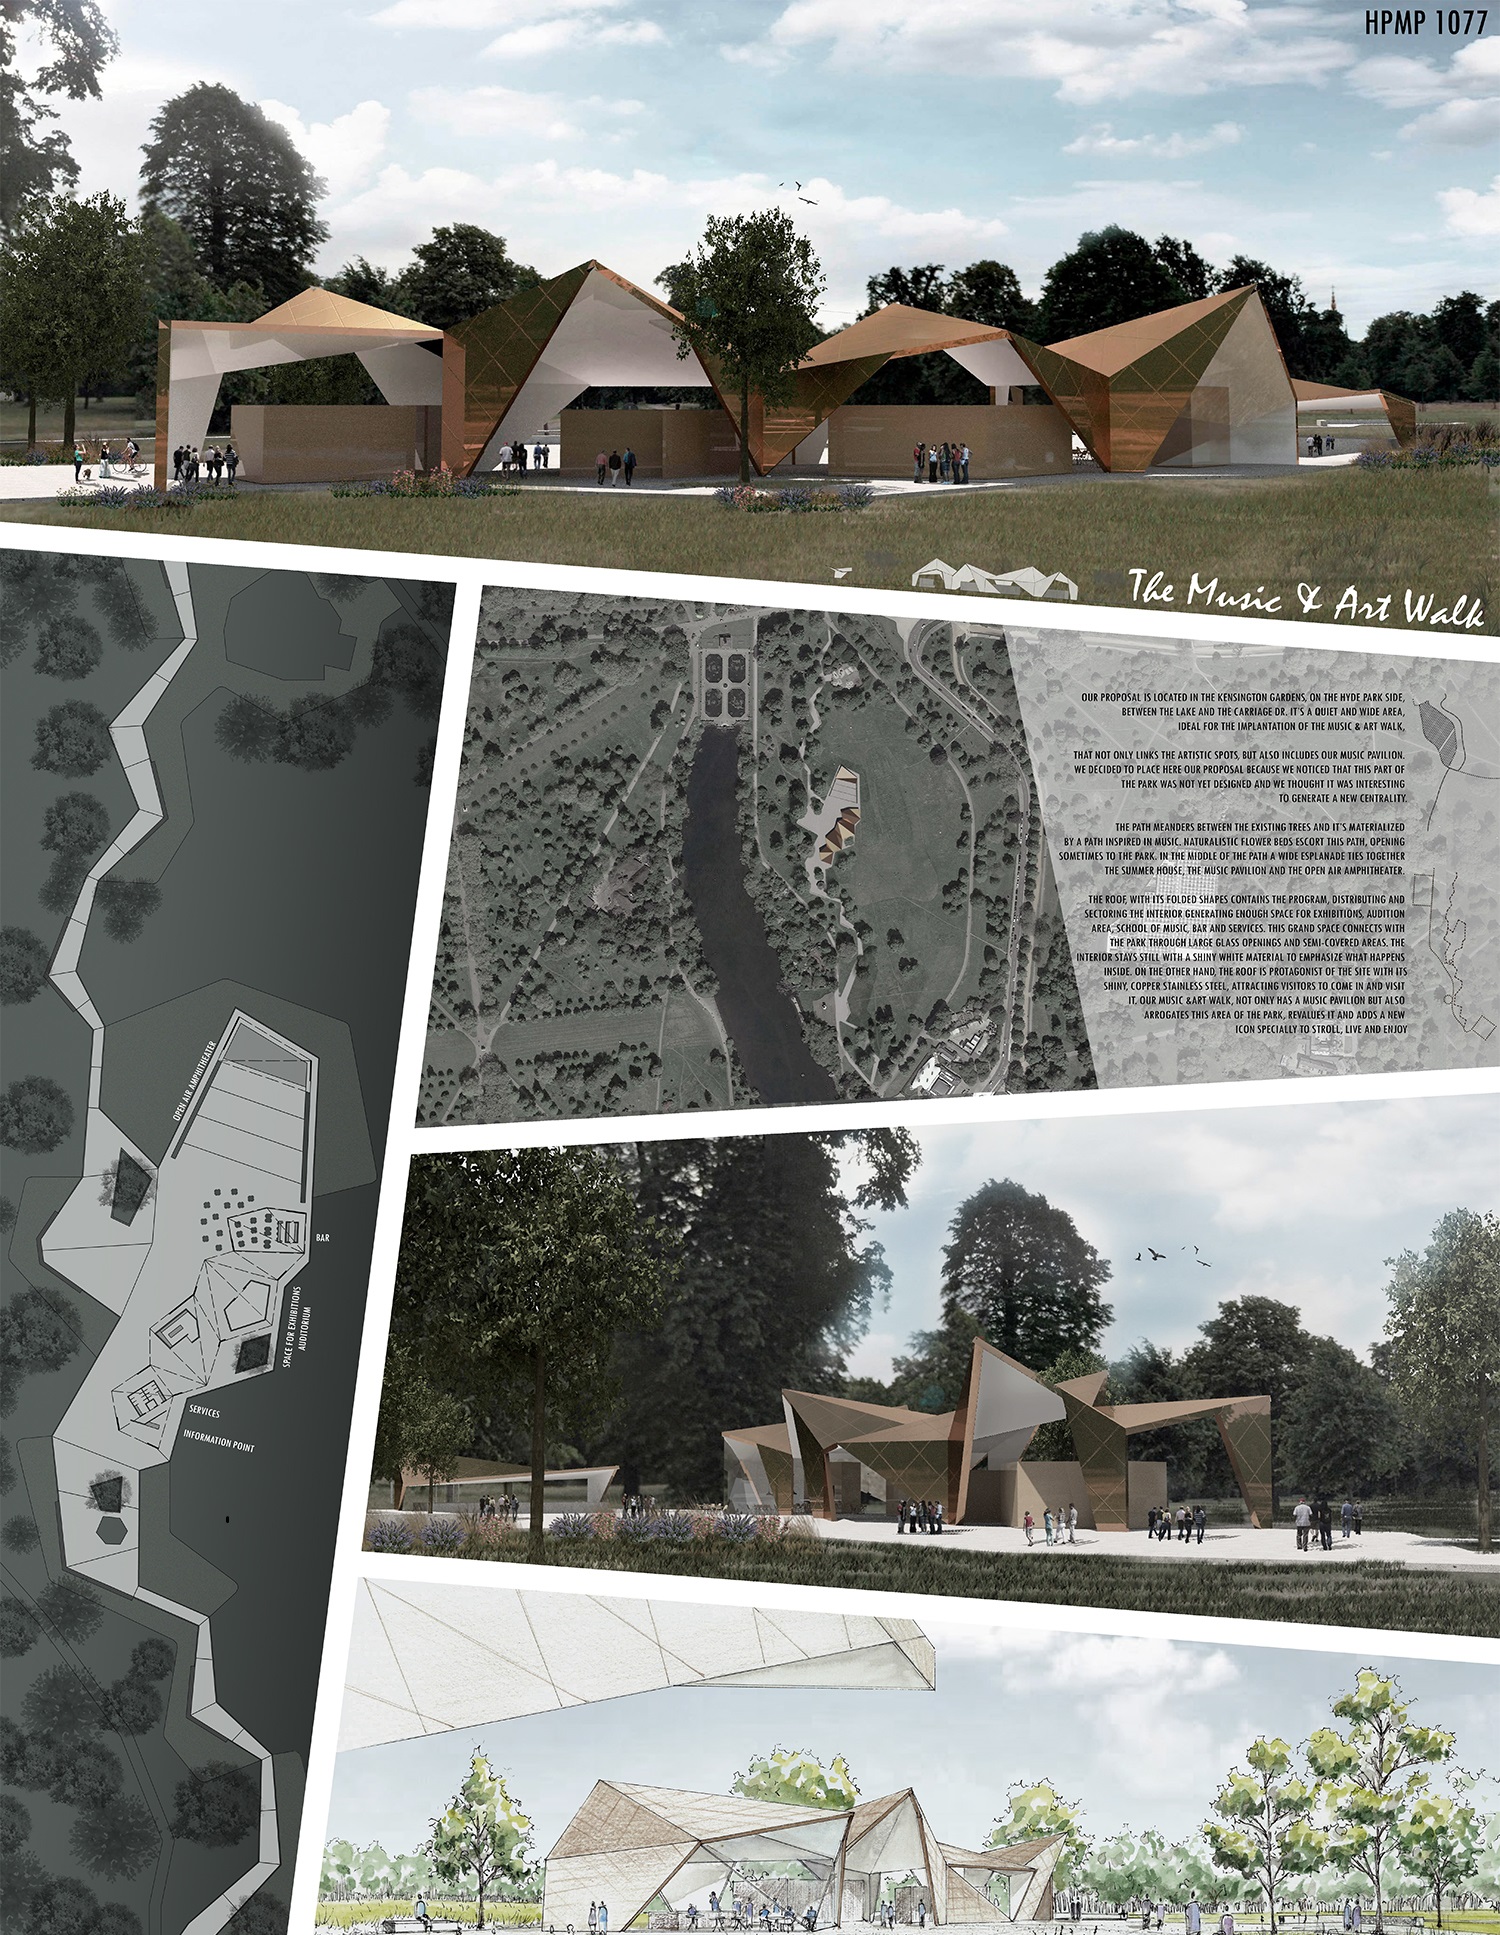 HPMP 1077
The Music & Art Walk
OUR PROPOSAL IS LOCATED IN THE KENSINGTON GARDENS, ON THE HYDE PARK SIDE,
BETWEEN THE LAKE AND THE CARRIAGE DR. IT'S A QUIET AND WIDE AREA,
IDEAL FOR THE IMPLANTATION OF THE MUSIC & ART WALK,
THAT NOT ONLY LINKS THE ARTISTIC SPOTS, BUT ALSO INCLUDES OUR MUSIC PAVILION.
WE DECIDED TO PLACE HERE OUR PROPOSAL BECAUSE WE NOTICED THAT THIS PART OF
THE PARK WAS NOT YET DESIGNED AND WE THOUGHT IT WAS INTERESTING
TO GENERATE A NEW CENTRALITY.
THE PATH MEANDERS BETWEEN THE EXISTING TREES AND IT'S MATERIALIZED
BY A PATH INSPIRED IN MUSIC. NATURALISTIC FLOWER BEDS ESCORT THIS PATH, OPENING
SOMETIMES TO THE PARK. IN THE MIDDLE OF THE PATH A WIDE ESPLANADE TIES TOGETHER
THE SUMMER HOUSE, THE MUSIC PAVILION AND THE OPEN AIR AMPHITHEATER.
THE ROOF, WITH ITS FOLDED SHAPES CONTAINS THE PROGRAM, DISTRIBUTING AND
SECTORING THE INTERIOR GENERATING ENOUGH SPACE FOR EXHIBITIONS, AUDITION
AREA, SCHOOL OF MUSIC, BAR AND SERVICES. THIS GRAND SPACE CONNECTS WITH
THE PARK THROUGH LARGE GLASS OPENINGS AND SEMI-COVERED AREAS. THE
INTERIOR STAYS STILL WITH A SHINY WHITE MATERIAL TO EMPHASIZE WHAT HAPPENS
INSIDE. ON THE OTHER HAND, THE ROOF IS PROTAGONIST OF THE SITE WITH ITS
SHINY, COPPER STAINLESS STEEL, ATTRACTING VISITORS TO COME IN AND VISIT
IT. OUR MUSIC &ART WALK, NOT ONLY HAS A MUSIC PAVILION BUT ALSO
ARROGATES THIS AREA OF THE PARK, REVALUES IT AND ADDS A NEW
ICON SPECIALLY TO STROLL, LIVE AND ENJOY
OPEN AIR AMPHITHEATER
BAR
SPACE FOR EXHIBITIONS
AUDITORIUM
SERVICES
INFORMATION POINT